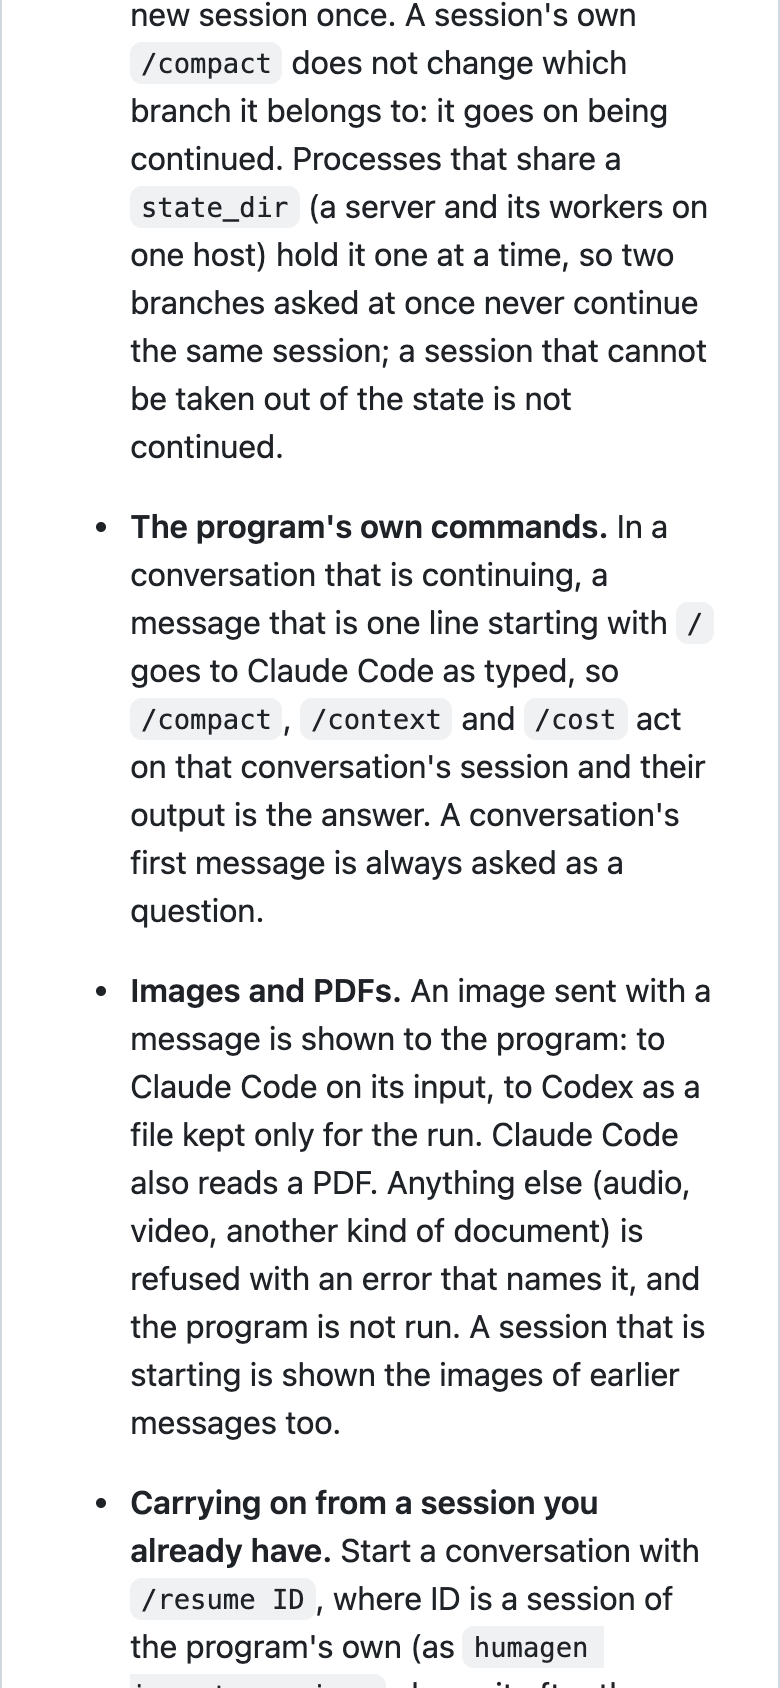 new session once. A session's own
/compact does not change which
branch it belongs to: it goes on being
continued. Processes that share a
state_dir (a server and its workers on
one host) hold it one at a time, so two
branches asked at once never continue
the same session; a session that cannot
be taken out of the state is not
continued.
• The program's own commands. In a
conversation that is continuing, a
message that is one line starting with /
goes to Claude Code as typed, so
/compact, /context and /cost act
on that conversation's session and their
output is the answer. A conversation's
first message is always asked as a
question.
• Images and PDFs. An image sent with a
message is shown to the program: to
Claude Code on its input, to Codex as a
file kept only for the run. Claude Code
also reads a PDF. Anything else (audio,
video, another kind of document) is
refused with an error that names it, and
the program is not run. A session that is
starting is shown the images of earlier
messages too.
• Carrying on from a session you
already have. Start a conversation with
/resume ID, where ID is a session of
the program's own (as humagen